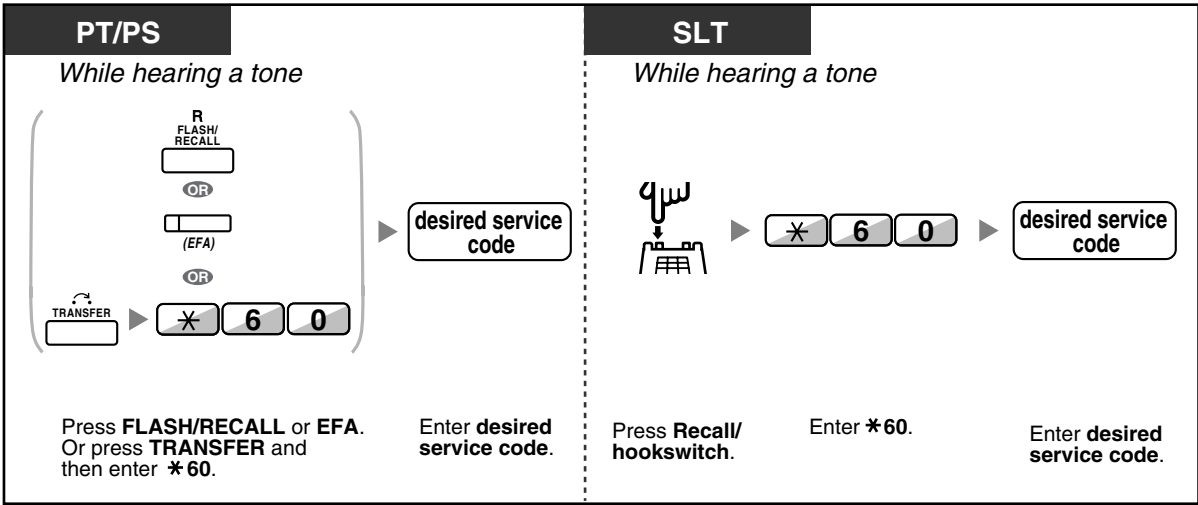 PT/PS
While hearing a tone
R
FLASH/
RECALL
OR
(EFA)
OR
TRANSFER
* 6 0
desired service
code
Press FLASH/RECALL or EFA.
Or press TRANSFER and
then enter *60.
Enter desired
service code.
SLT
While hearing a tone
* 6 0
desired service
code
Press Recall/
hookswitch.
Enter *60.
Enter desired
service code.